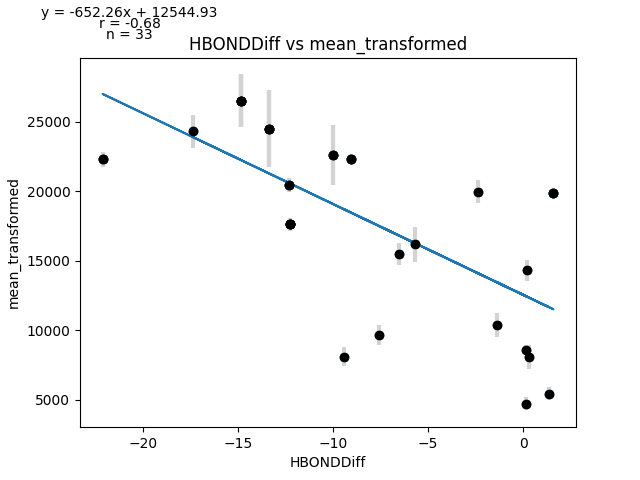 y = -652.26x + 12544.93
r = -0.68
n = 33
HBONDDiff vs mean_transformed
25000
20000
15000
10000
5000
mean_transformed
−20
−15
−10
−5
0
HBONDDiff